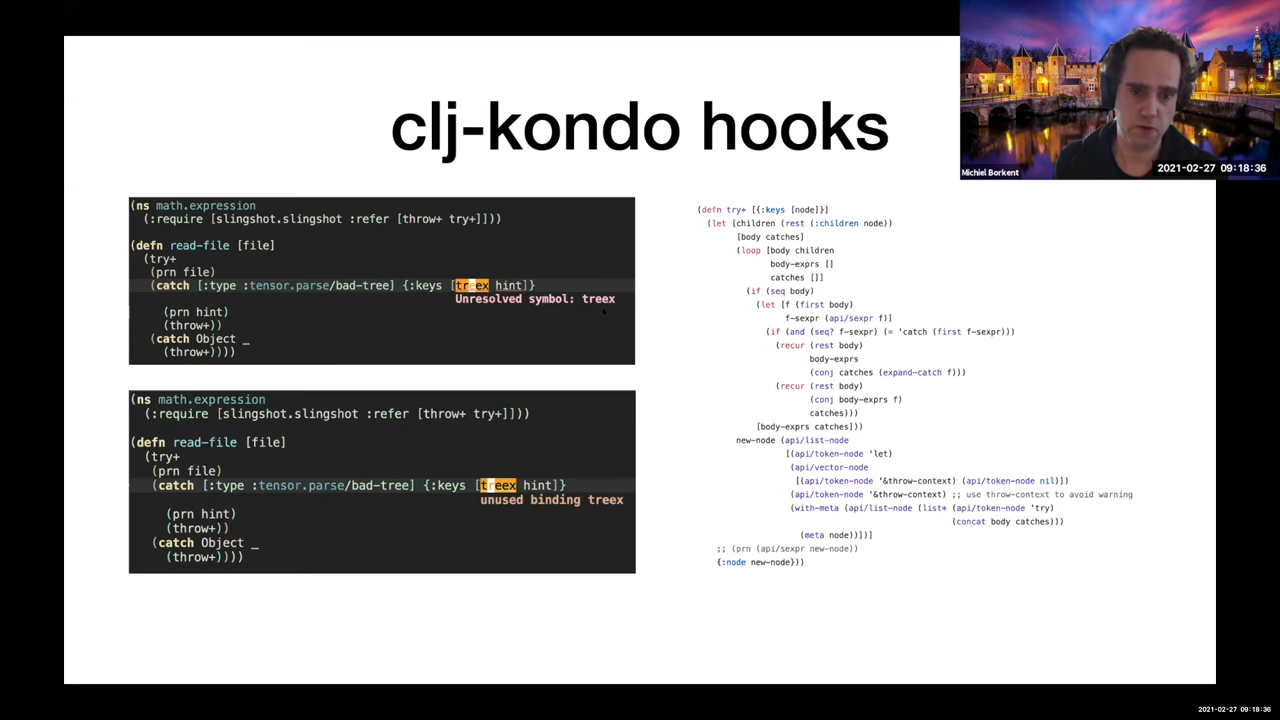 clj-kondo hooks
Michiel Borkent
2021-02-27 09:18:36
(ns math.expression
(:require [slingshot.slingshot :refer [throw+ try+]]))
(defn read-file [file]
(try+
(prn file)
(catch [:type :tensor.parse/bad-tree] {:keys [treex hint]}
Unresolved symbol: treex
(prn hint)
(throw+))
(catch Object _
(throw+))))
(ns math.expression
(:require [slingshot.slingshot :refer [throw+ try+]]))
(defn read-file [file]
(try+
(prn file)
(catch [:type :tensor.parse/bad-tree] {:keys [treex hint]}
unused binding treex
(prn hint)
(throw+))
(catch Object _
(throw+))))
(defn try+ [{:keys [node]}]
(let [children (rest (:children node))
[body catches]
(loop [body children
body-exprs []
catches []]
(if (seq body)
(let [f (first body)
f-sexpr (api/sexpr f)]
(if (and (seq? f-sexpr) (= 'catch (first f-sexpr)))
(recur (rest body)
body-exprs
(conj catches (expand-catch f)))
(recur (rest body)
(conj body-exprs f)
catches)))
[body-exprs catches]))
new-node (api/list-node
[(api/token-node 'let)
(api/vector-node
[(api/token-node '&throw-context) (api/token-node nil)])
(api/token-node '&throw-context) ;; use throw-context to avoid warning
(with-meta (api/list-node (list* (api/token-node 'try)
(concat body catches)))
(meta node))])]
;; (prn (api/sexpr new-node))
{:node new-node}))
2021-02-27 09:18:36